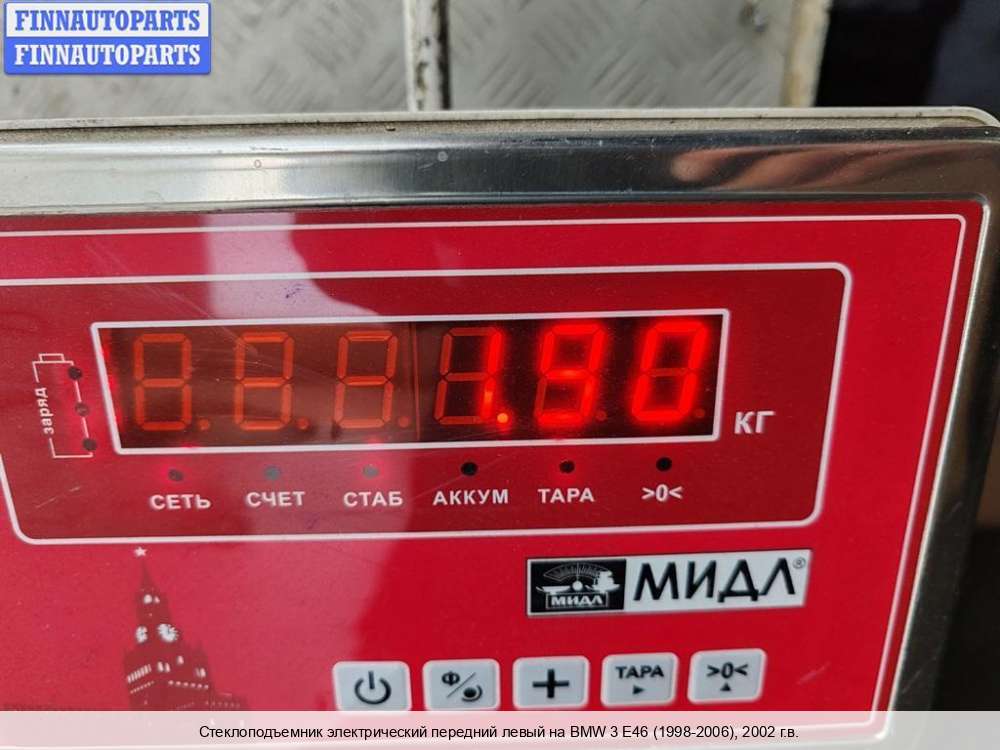 FINNAUTOPARTS
FINNAUTOPARTS
заряд
1.90 КГ
СЕТЬ СЧЕТ СТАБ АККУМ ТАРА >0<
МИДЛ МИДЛ®
Ф ТАРА >0<
Стеклоподъемник электрический передний левый на BMW 3 E46 (1998-2006), 2002 г.в.